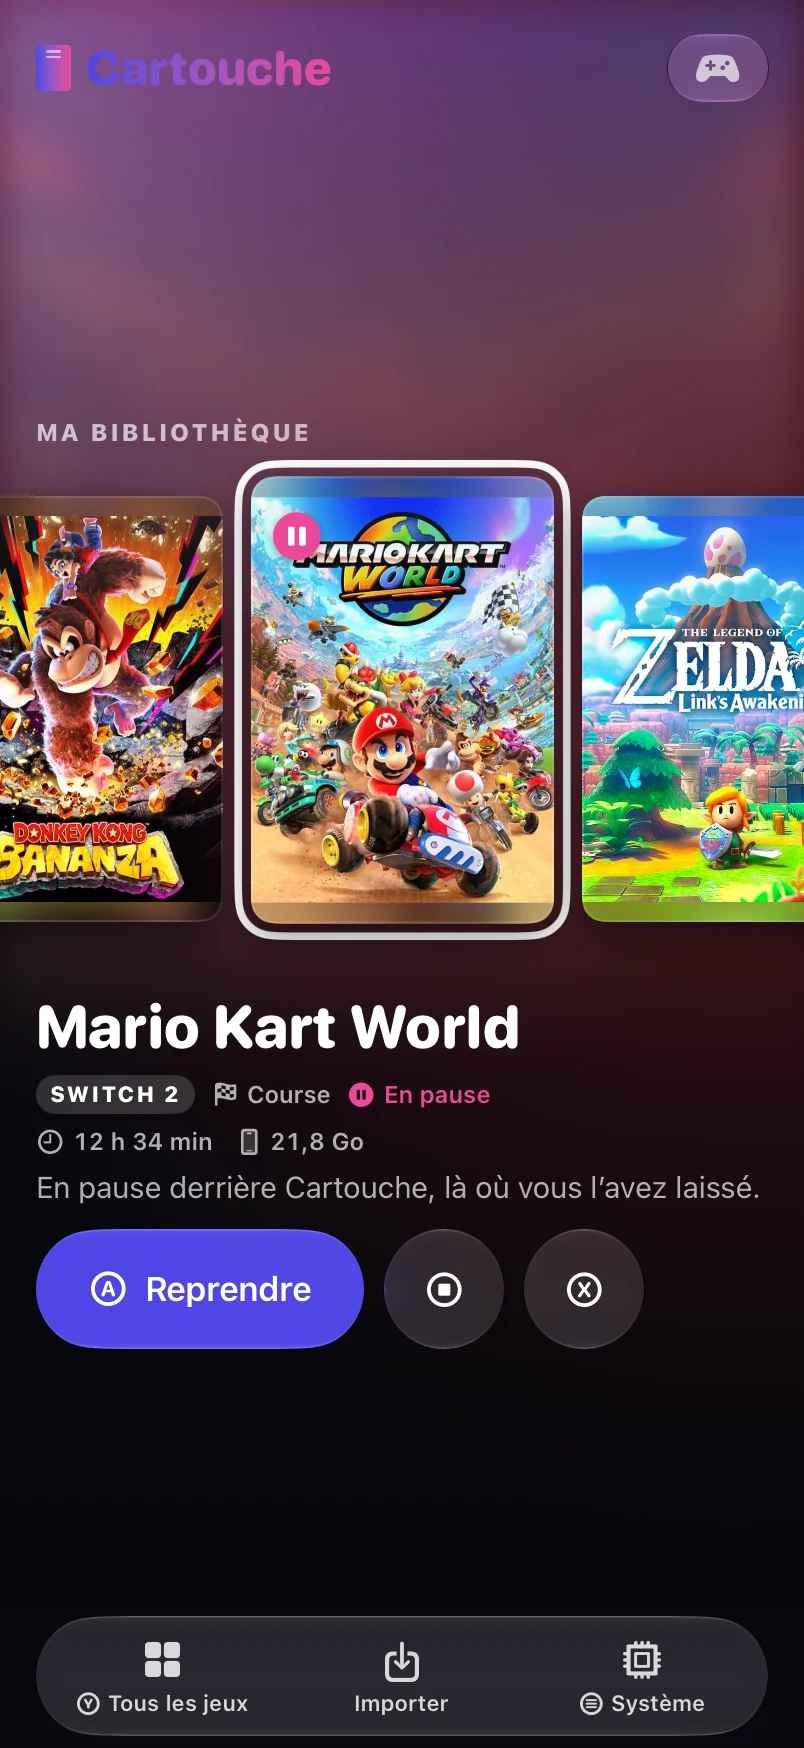 Cartouche
MA BIBLIOTHÈQUE
DONKEY KONG
BANANZA
MARIOKART
WORLD
THE LEGEND OF
ZELDA
Link's Awakeni
Mario Kart World
SWITCH 2 Course En pause
12 h 34 min 21,8 Go
En pause derrière Cartouche, là où vous l’avez laissé.
A Reprendre X
Y Tous les jeux Importer Système